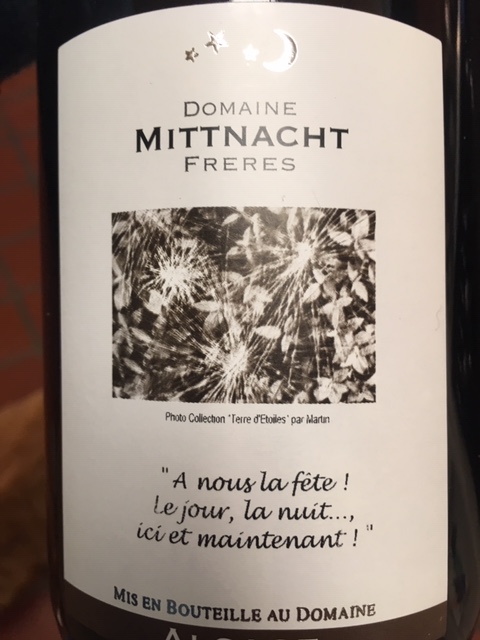 DOMAINE
MITTNACHT
FRERES
Photo Collection "Terre d'Etoiles" par Martin
"A nous la fête !
Le jour, la nuit...,
ici et maintenant ! "
MIS EN BOUTEILLE AU DOMAINE